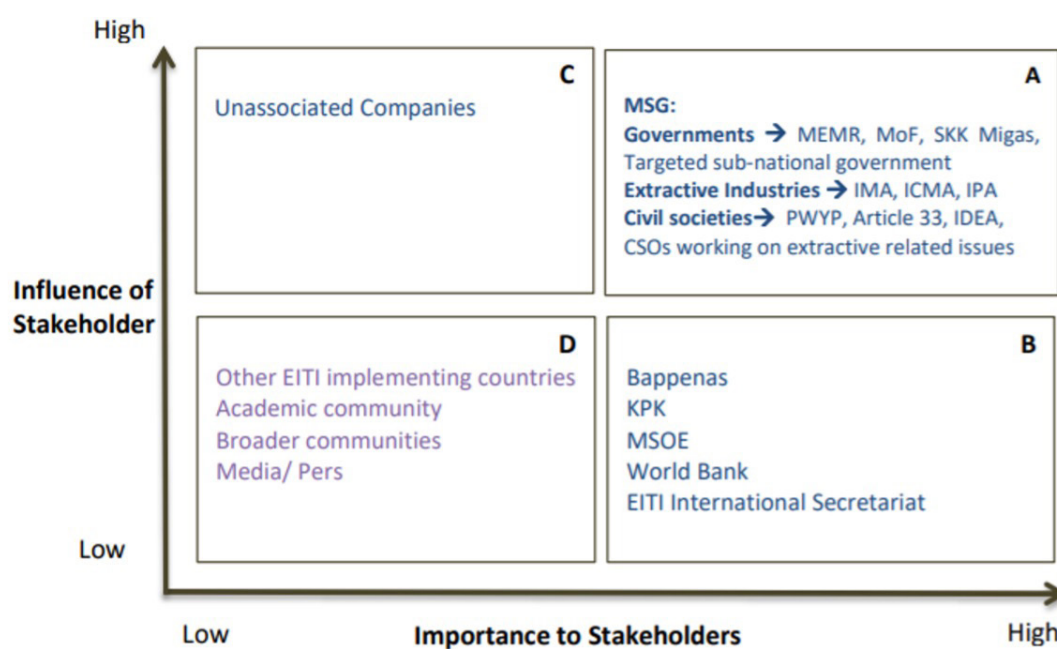 High
C
Unassociated Companies
A
MSG:
Governments → MEMR, MoF, SKK Migas,
Targeted sub-national government
Extractive Industries → IMA, ICMA, IPA
Civil societies→ PWYP, Article 33, IDEA,
CSOs working on extractive related issues
Influence of
Stakeholder
D
Other EITI implementing countries
Academic community
Broader communities
Media/ Pers
B
Bappenas
KPK
MSOE
World Bank
EITI International Secretariat
Low
Low
Importance to Stakeholders
High